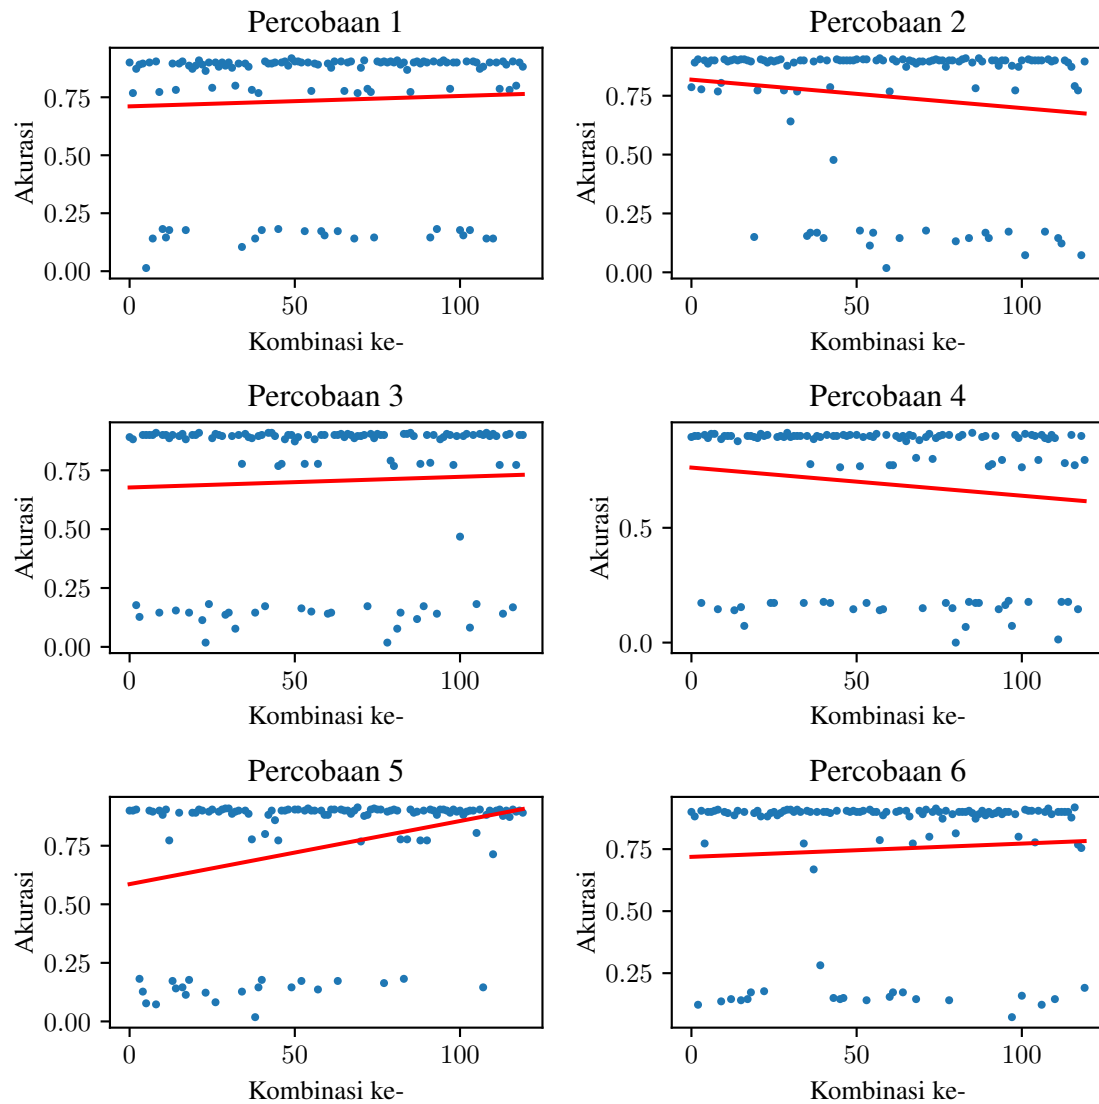 Percobaan 1
Akurasi
0.75
0.50
0.25
0.00
0 50 100
Kombinasi ke-
Percobaan 2
Akurasi
0.75
0.50
0.25
0.00
0 50 100
Kombinasi ke-
Percobaan 3
Akurasi
0.75
0.50
0.25
0.00
0 50 100
Kombinasi ke-
Percobaan 4
Akurasi
0.5
0.0
0 50 100
Kombinasi ke-
Percobaan 5
Akurasi
0.75
0.50
0.25
0.00
0 50 100
Kombinasi ke-
Percobaan 6
Akurasi
0.75
0.50
0.25
0 50 100
Kombinasi ke-